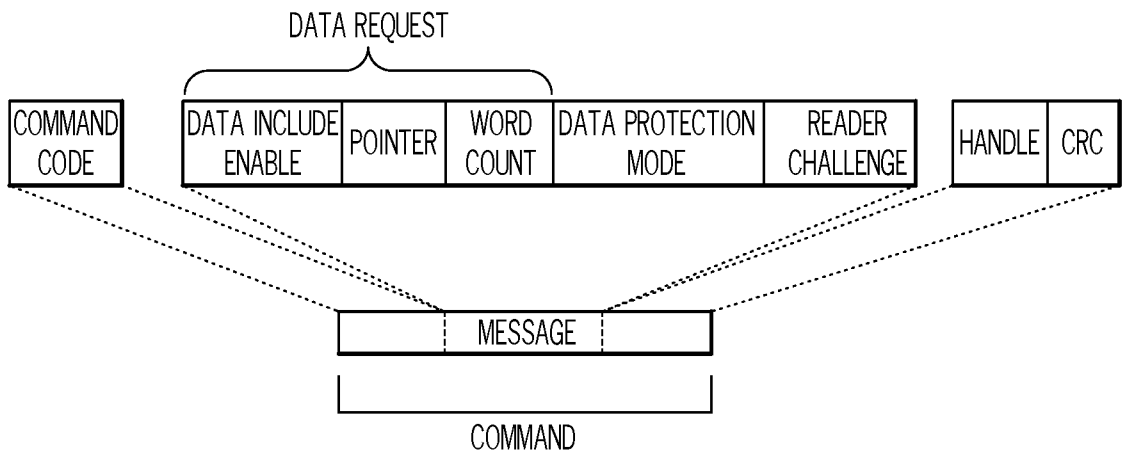 DATA REQUEST
COMMAND CODE
DATA INCLUDE ENABLE
POINTER
WORD COUNT
DATA PROTECTION MODE
READER CHALLENGE
HANDLE
CRC
MESSAGE
COMMAND